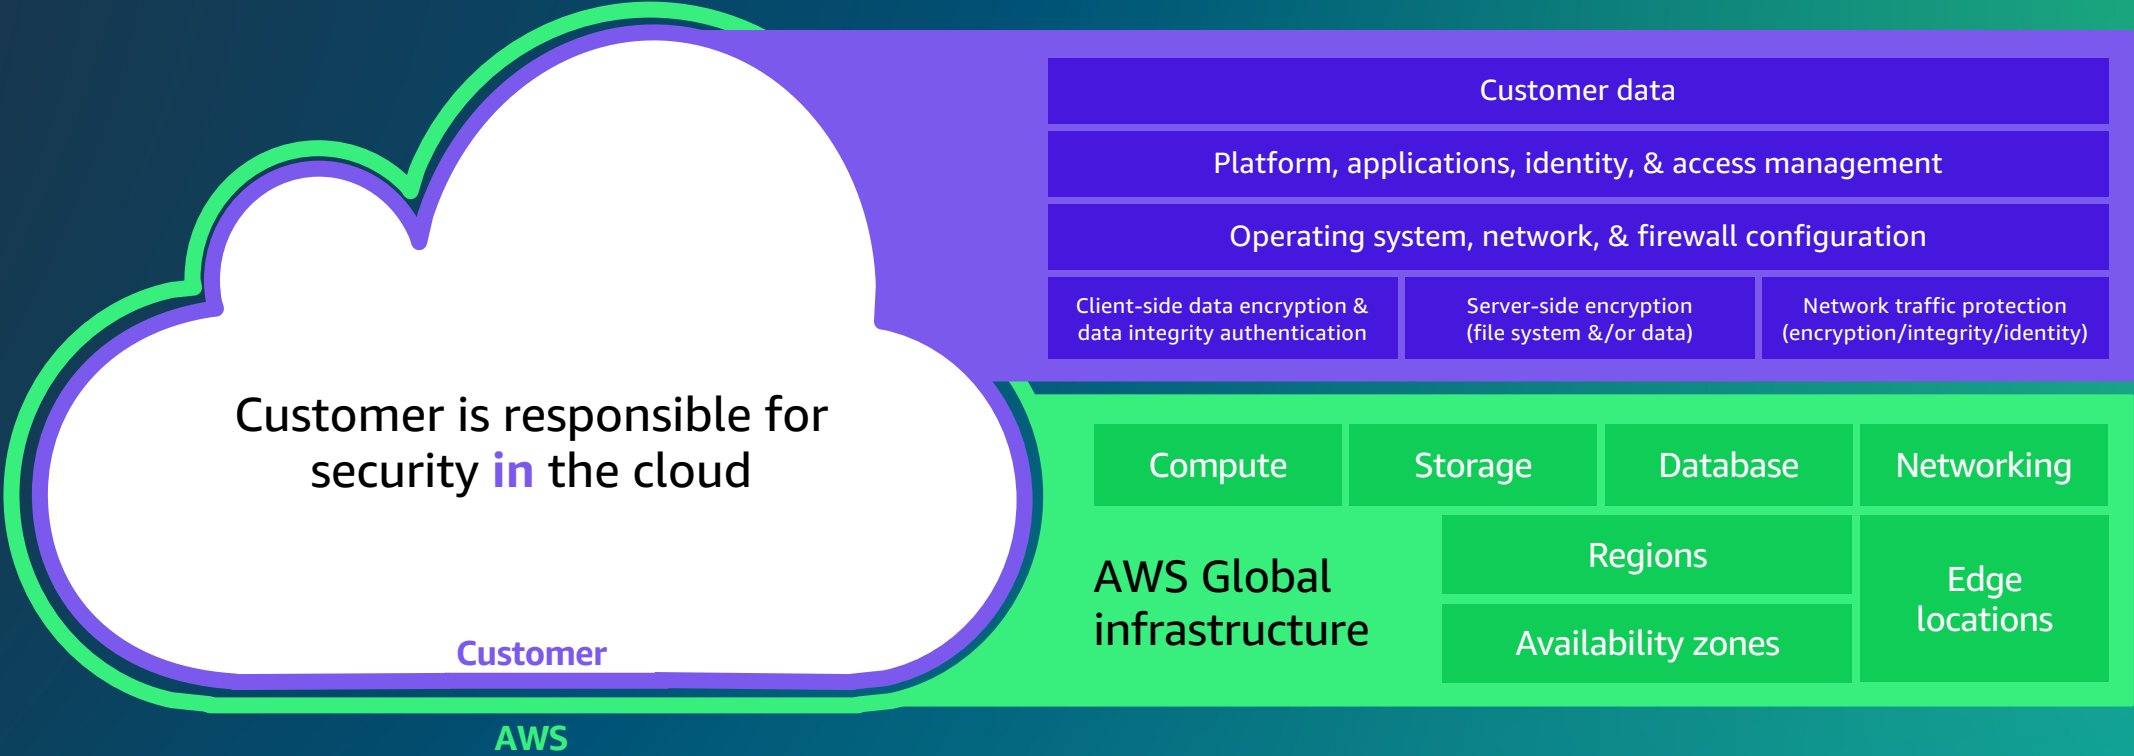 Customer data
Platform, applications, identity, & access management
Operating system, network, & firewall configuration
Client-side data encryption &
data integrity authentication
Server-side encryption
(file system &/or data)
Network traffic protection
(encryption/integrity/identity)
Customer is responsible for
security in the cloud
Customer
AWS
Compute
Storage
Database
Networking
AWS Global
infrastructure
Regions
Availability zones
Edge
locations